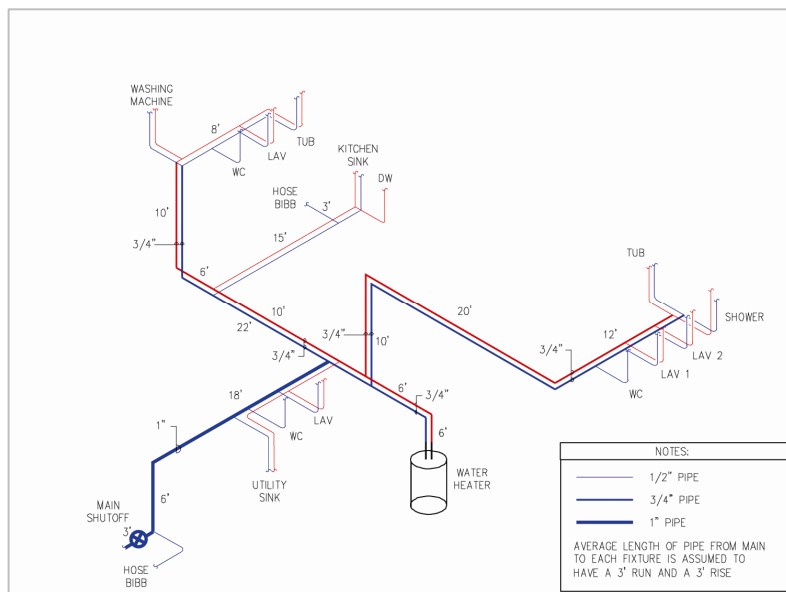 WASHING
MACHINE
8'
TUB
LAV
WC
KITCHEN
SINK
DW
HOSE
BIBB
3'
10'
15'
3/4"
6'
10'
22'
3/4"
3/4"
10'
20'
TUB
SHOWER
12'
3/4"
LAV 2
LAV 1
WC
6'
3/4"
6'
18'
LAV
WC
1"
UTILITY
SINK
WATER
HEATER
6'
MAIN
SHUTOFF
3'
HOSE
BIBB
NOTES:
1/2" PIPE
3/4" PIPE
1" PIPE
AVERAGE LENGTH OF PIPE FROM MAIN
TO EACH FIXTURE IS ASSUMED TO
HAVE A 3' RUN AND A 3' RISE